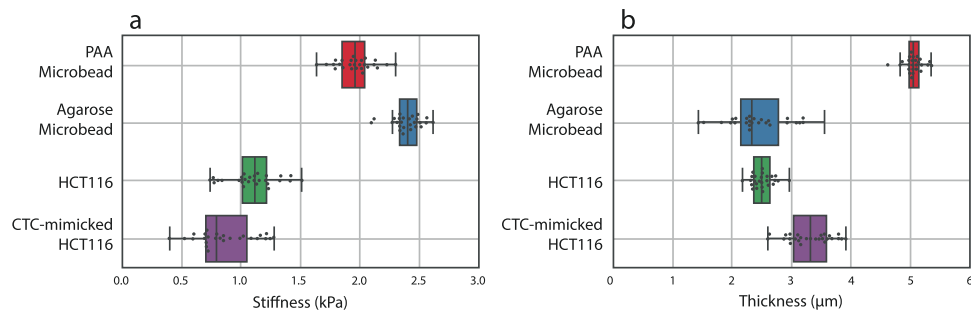 a
PAA
Microbead
Agarose
Microbead
HCT116
CTC-mimicked
HCT116
0.0 0.5 1.0 1.5 2.0 2.5 3.0
Stiffness (kPa)
b
PAA
Microbead
Agarose
Microbead
HCT116
CTC-mimicked
HCT116
0 1 2 3 4 5 6
Thickness (μm)